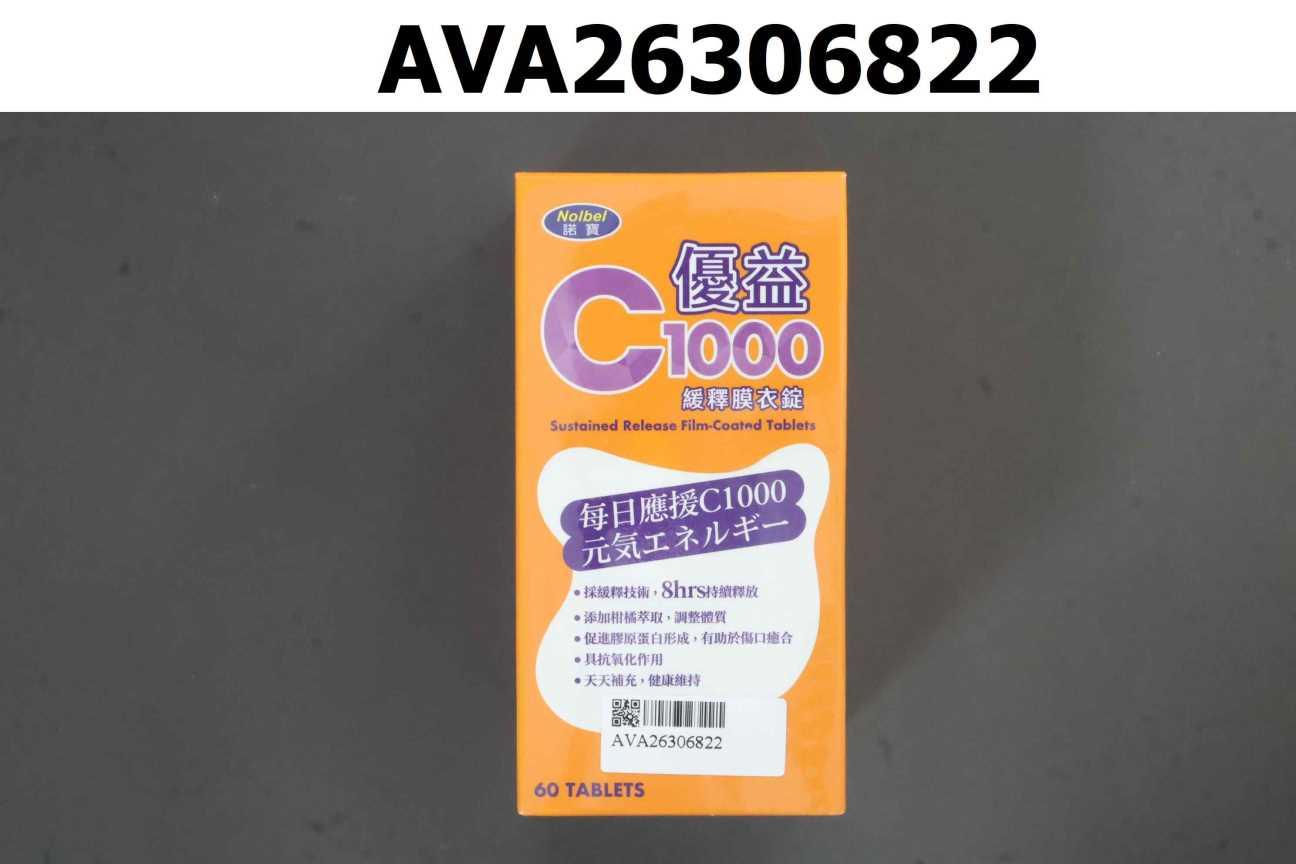 AVA26306822
Nolbel
諾寶
優益
C1000
緩釋膜衣錠
Sustained Release Film-Coated Tablets
每日應援C1000
元気エネルギー
•採緩釋技術，8hrs持續釋放
•添加柑橘萃取，調整體質
•促進膠原蛋白形成，有助於傷口癒合
•具抗氧化作用
•天天補充，健康維持
AVA26306822
60 TABLETS